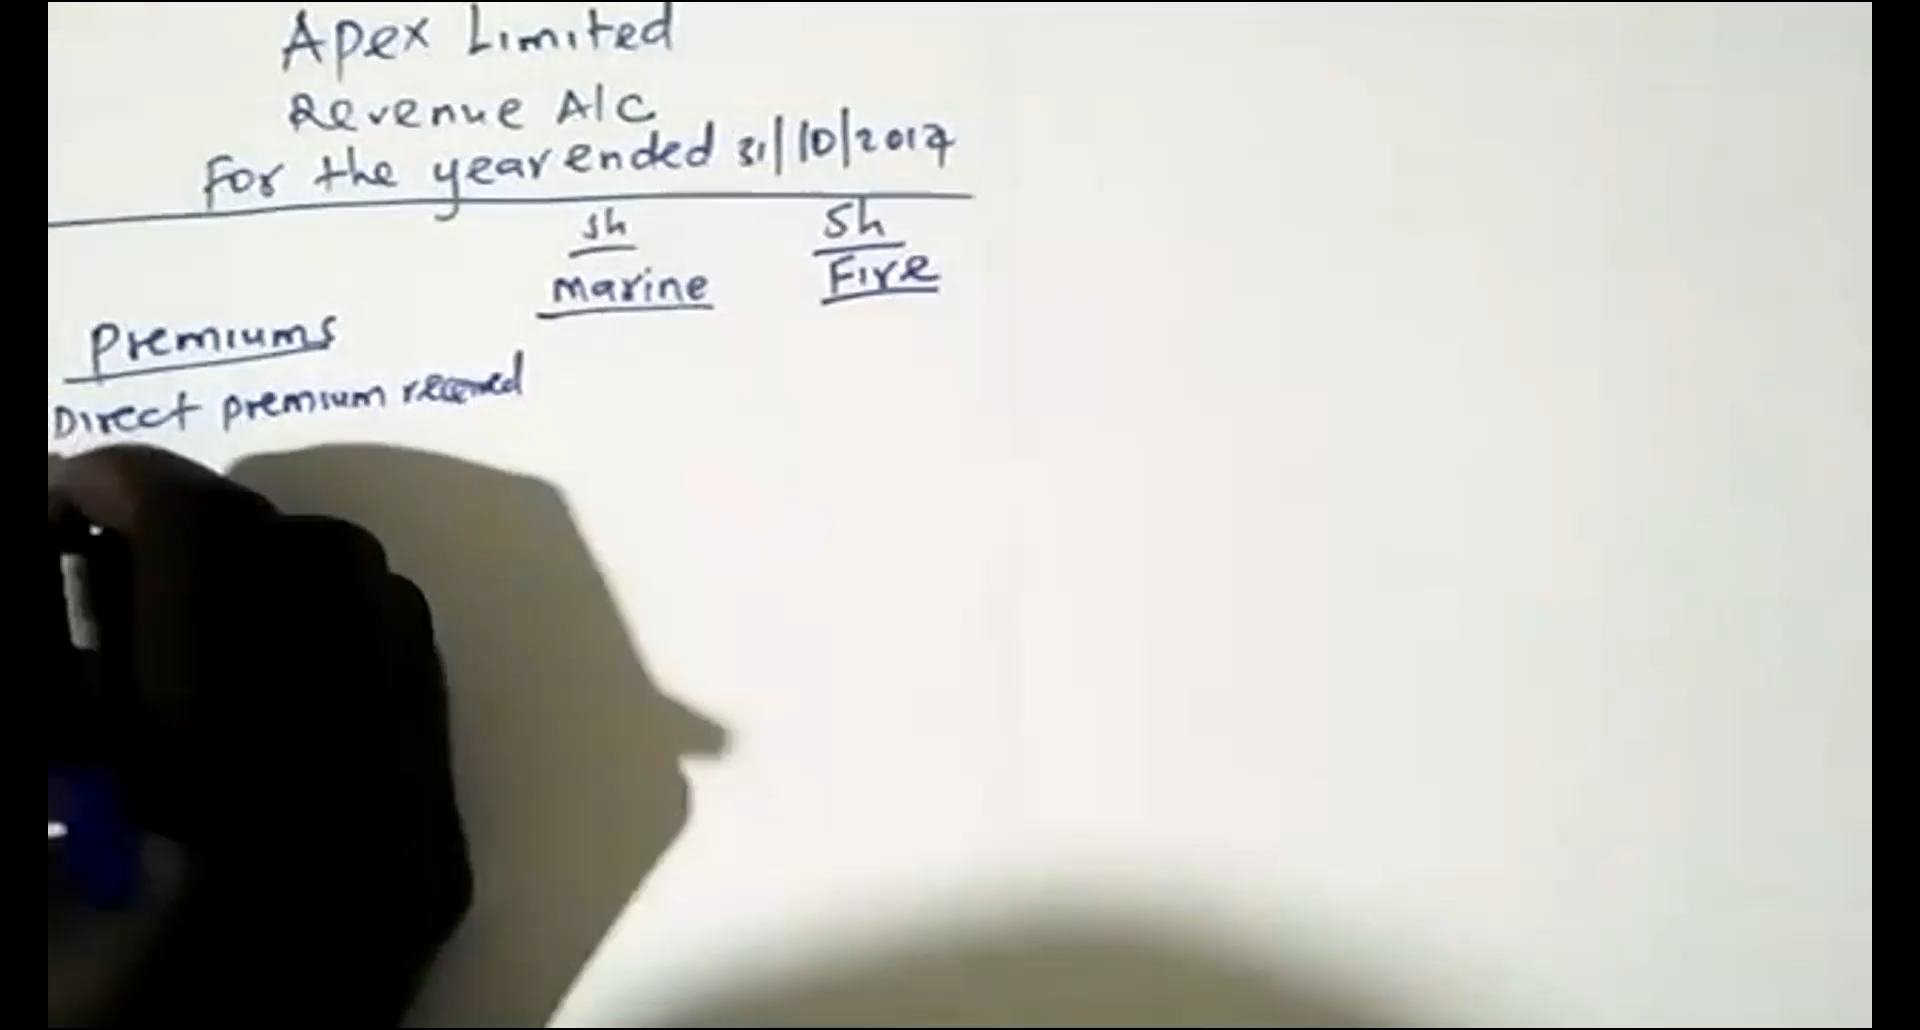 Apex Limited
Revenue A/C
For the year ended 31/10/2017
sh Sh
Marine Fire
Premiums
Direct premium received